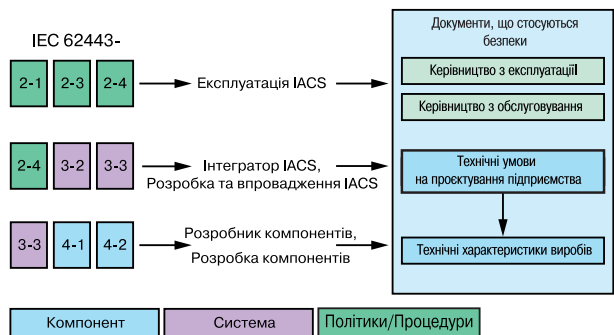 IEC 62443-
Документи, що стосуються
безпеки
2-1 2-3 2-4
Експлуатація IACS
Керівництво з експлуатації
Керівництво з обслуговування
2-4 3-2 3-3
Інтегратор IACS,
Розробка та впровадження IACS
Технічні умови
на проєктування підприємства
3-3 4-1 4-2
Розробник компонентів,
Розробка компонентів
Технічні характеристики виробів
Компонент
Система
Політики/Процедури